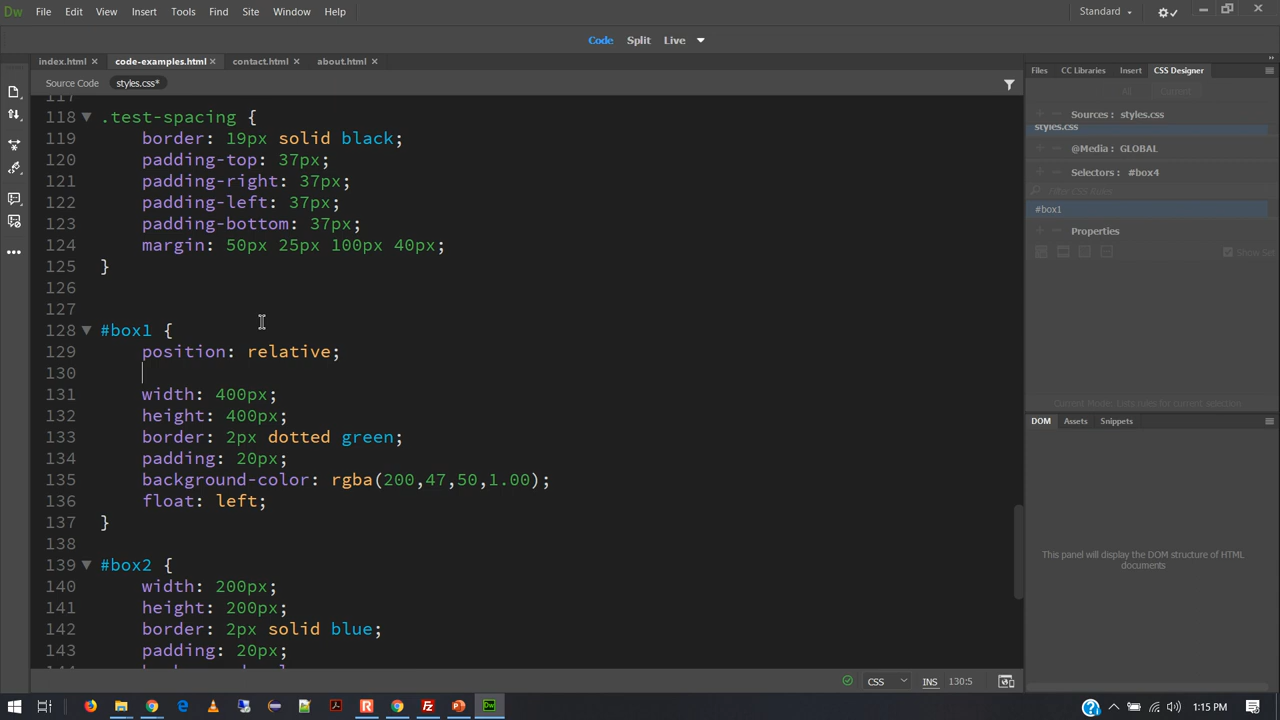 Dw File Edit View Insert Tools Find Site Window Help Standard
Code Split Live
index.html × code-examples.html × contact.html × about.html ×
Source Code styles.css*
117
118 .test-spacing {
119 border: 19px solid black;
120 padding-top: 37px;
121 padding-right: 37px;
122 padding-left: 37px;
123 padding-bottom: 37px;
124 margin: 50px 25px 100px 40px;
125 }
126
127
128 #box1 {
129 position: relative;
130
131 width: 400px;
132 height: 400px;
133 border: 2px dotted green;
134 padding: 20px;
135 background-color: rgba(200,47,50,1.00);
136 float: left;
137 }
138
139 #box2 {
140 width: 200px;
141 height: 200px;
142 border: 2px solid blue;
143 padding: 20px;
CSS INS 130:5
Files CC Libraries Insert CSS Designer
All Current
Sources : styles.css
styles.css
@Media : GLOBAL
Selectors : #box4
Filter CSS Rules
#box1
Properties
Show Set
Current Mode: Lists rules for current selection.
DOM Assets Snippets
This panel will display the DOM structure of HTML
documents
Dw 1:15 PM